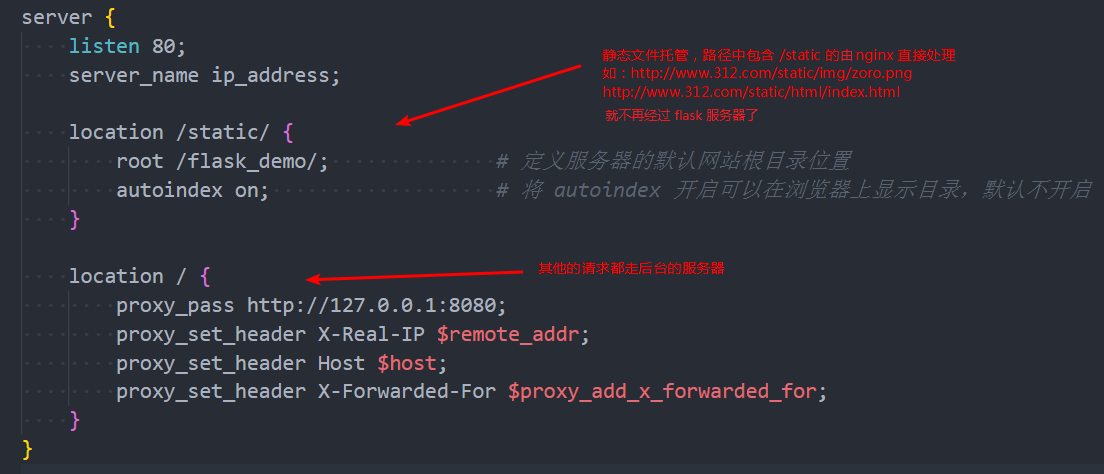 server {
listen 80;
server_name ip_address;
静态文件托管，路径中包含 /static 的由nginx 直接处理
如：http://www.312.com/static/img/zoro.png
http://www.312.com/static/html/index.html
就不再经过 flask 服务器了
location /static/ {
root /flask_demo/; # 定义服务器的默认网站根目录位置
autoindex on; # 将 autoindex 开启可以在浏览器上显示目录，默认不开启
}
location / {
其他的请求都走后台的服务器
proxy_pass http://127.0.0.1:8080;
proxy_set_header X-Real-IP $remote_addr;
proxy_set_header Host $host;
proxy_set_header X-Forwarded-For $proxy_add_x_forwarded_for;
}
}